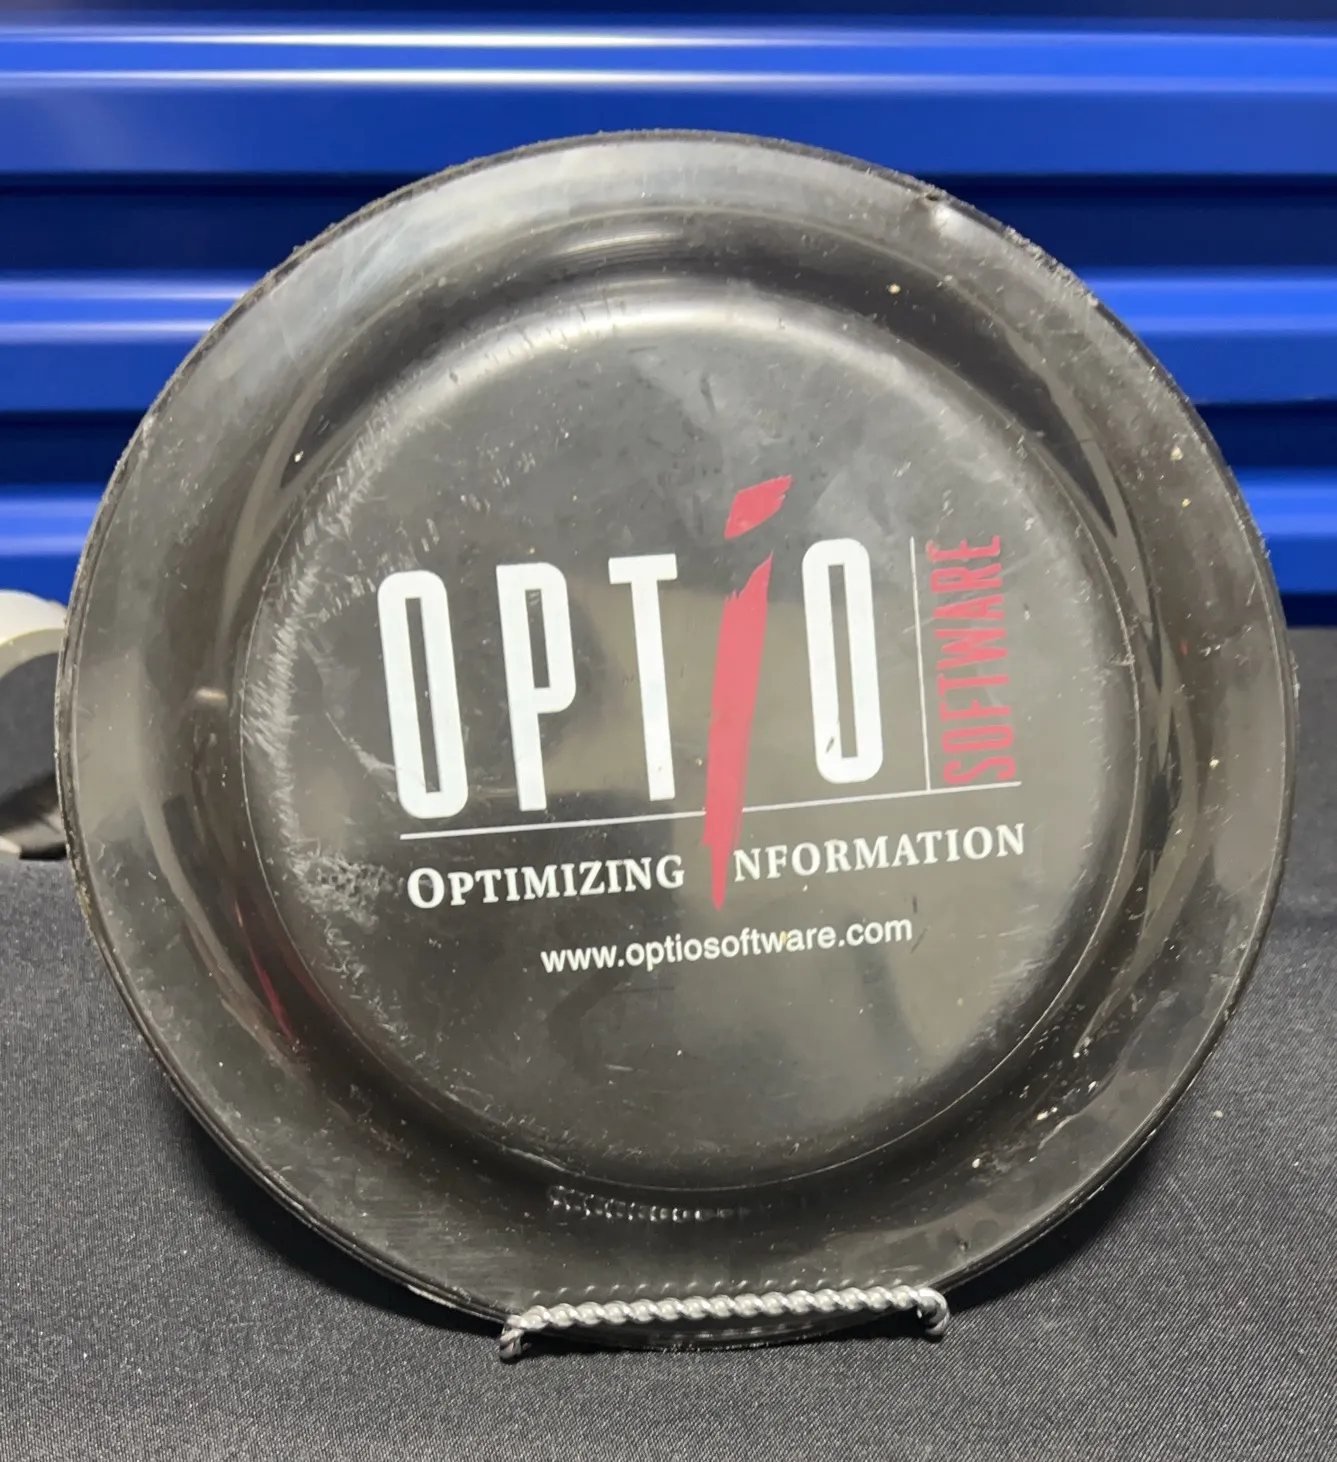 OPTiO SOFTWARE
OPTIMIZING INFORMATION
www.optiosoftware.com